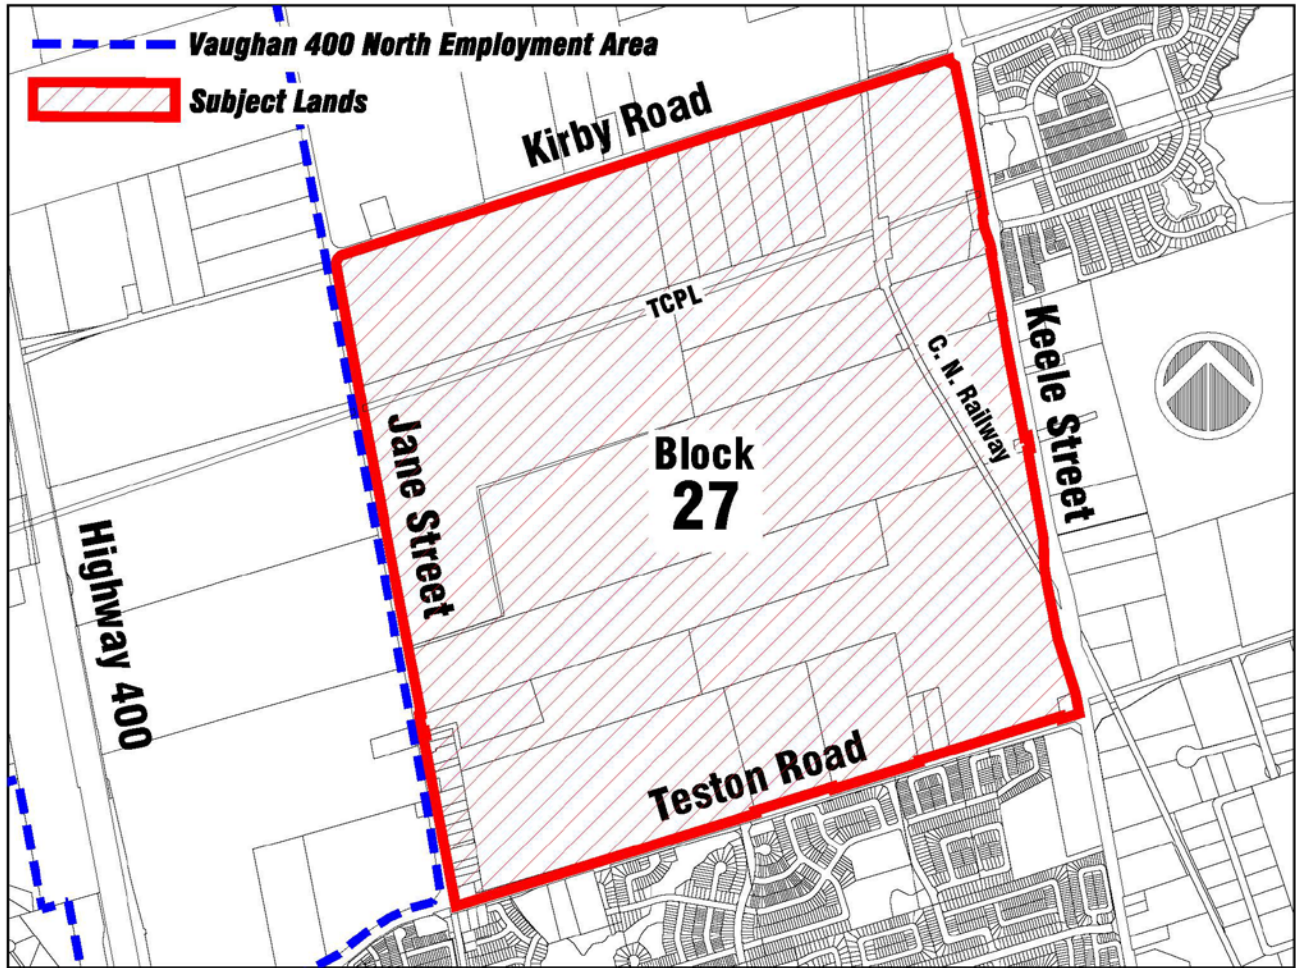 Vaughan 400 North Employment Area
Subject Lands
Kirby Road
TCPL
Keele Street
C. N. Railway
Jane Street
Block
27
Highway 400
Teston Road